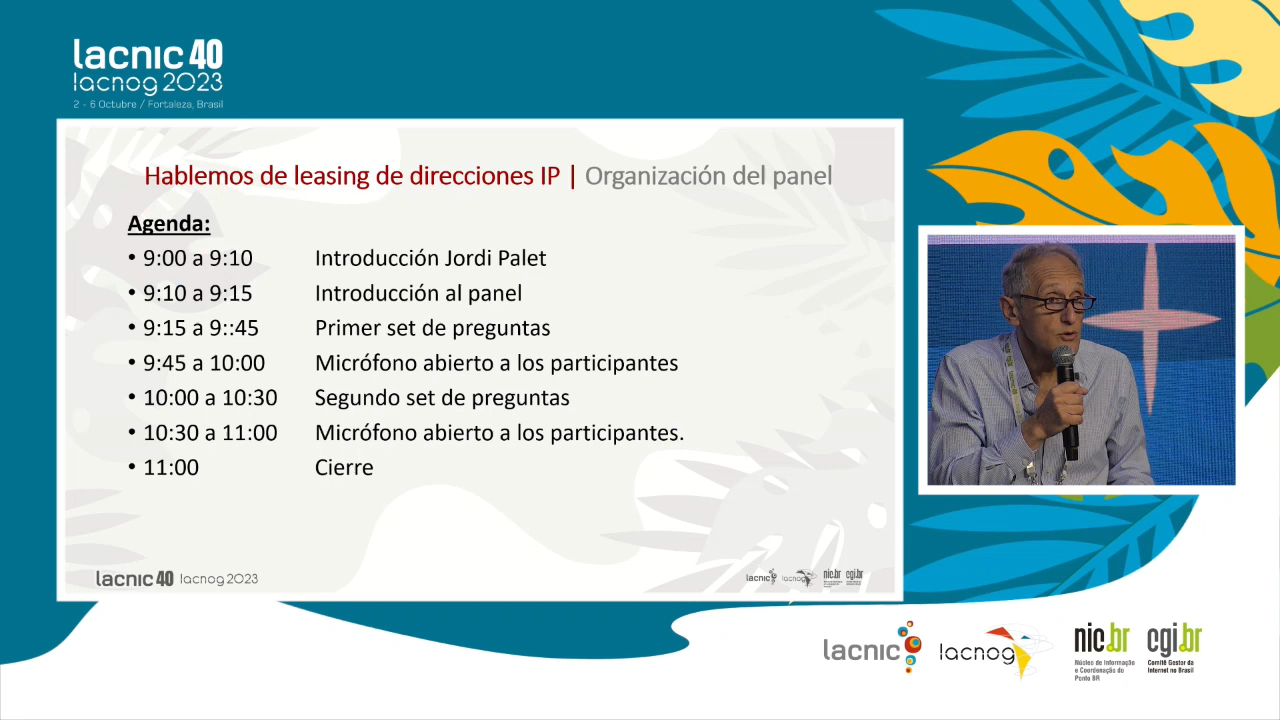 lacnic 40
lacnog 2023
2 - 6 Octubre / Fortaleza, Brasil
Hablemos de leasing de direcciones IP | Organización del panel
Agenda:
• 9:00 a 9:10 Introducción Jordi Palet
• 9:10 a 9:15 Introducción al panel
• 9:15 a 9::45 Primer set de preguntas
• 9:45 a 10:00 Micrófono abierto a los participantes
• 10:00 a 10:30 Segundo set de preguntas
• 10:30 a 11:00 Micrófono abierto a los participantes.
• 11:00 Cierre
lacnic 40 lacnog 2023
lacnic lacnog nic.br cgi.br
lacnic lacnog nic.br cgi.br
Núcleo de Informação
e Coordenação do
Ponto BR
Comitê Gestor da
Internet no Brasil